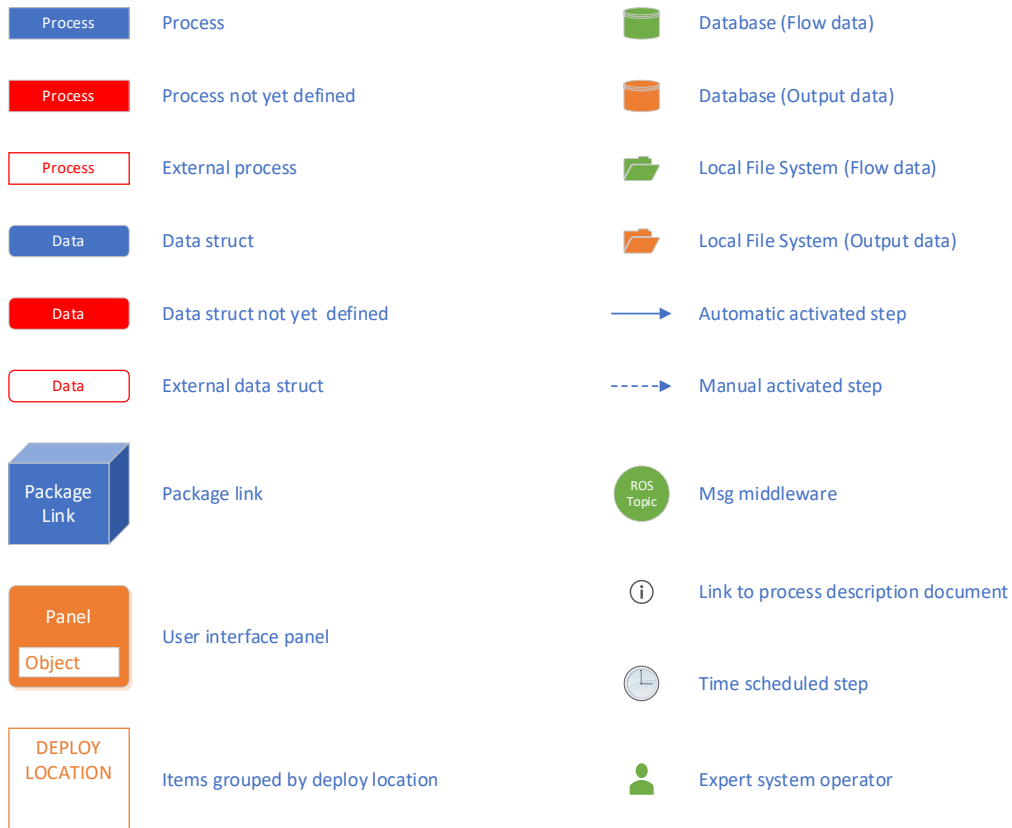 Process Process
Process Process not yet defined
Process External process
Data Data struct
Data Data struct not yet defined
Data External data struct
Package
Link
Package link
Panel
Object
User interface panel
DEPLOY
LOCATION
Items grouped by deploy location
Database (Flow data)
Database (Output data)
Local File System (Flow data)
Local File System (Output data)
Automatic activated step
Manual activated step
ROS
Topic
Msg middleware
i Link to process description document
Time scheduled step
Expert system operator